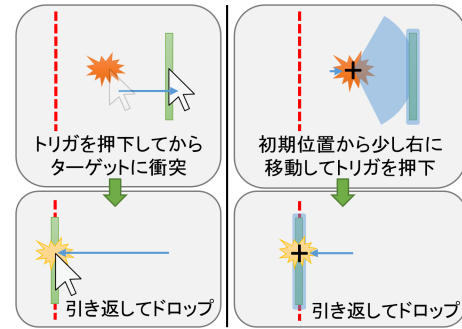 トリガを押下してから
ターゲットに衝突
引き返してドロップ
初期位置から少し右に
移動してトリガを押下
引き返してドロップ